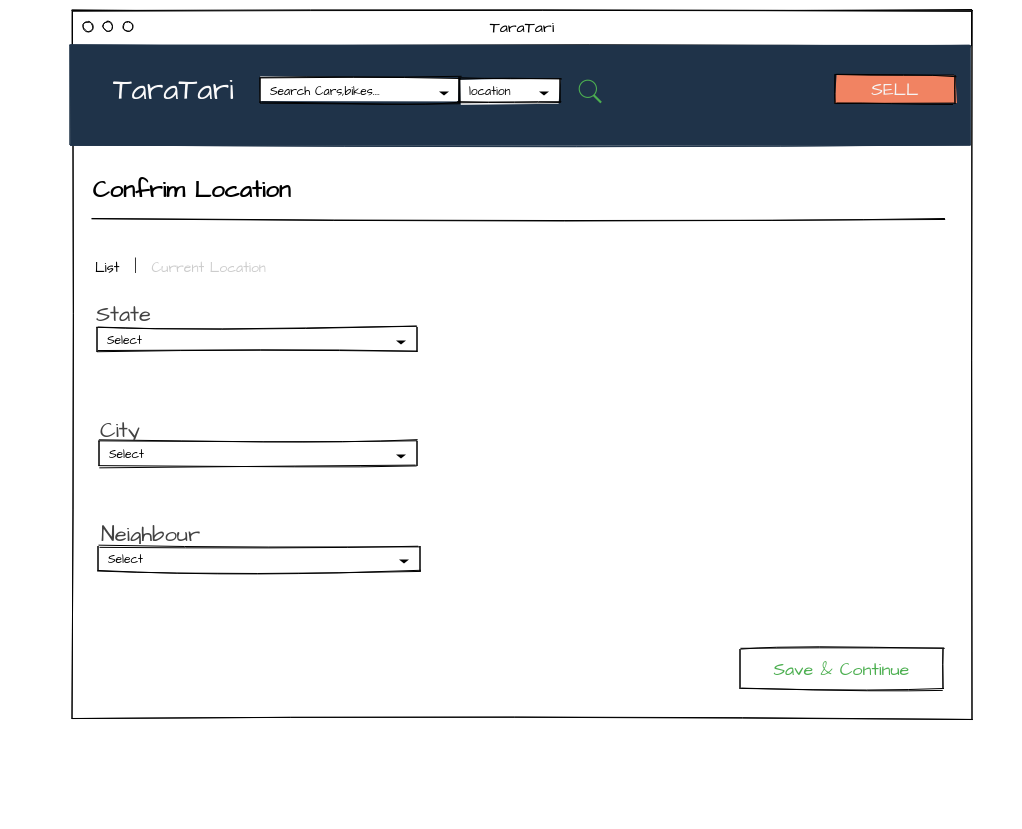 TaraTari
TaraTari
Search Cars,bikes...
location
SELL
Confrim Location
List | Current Location
State
Select
City
Select
Neighbour
Select
Save & Continue